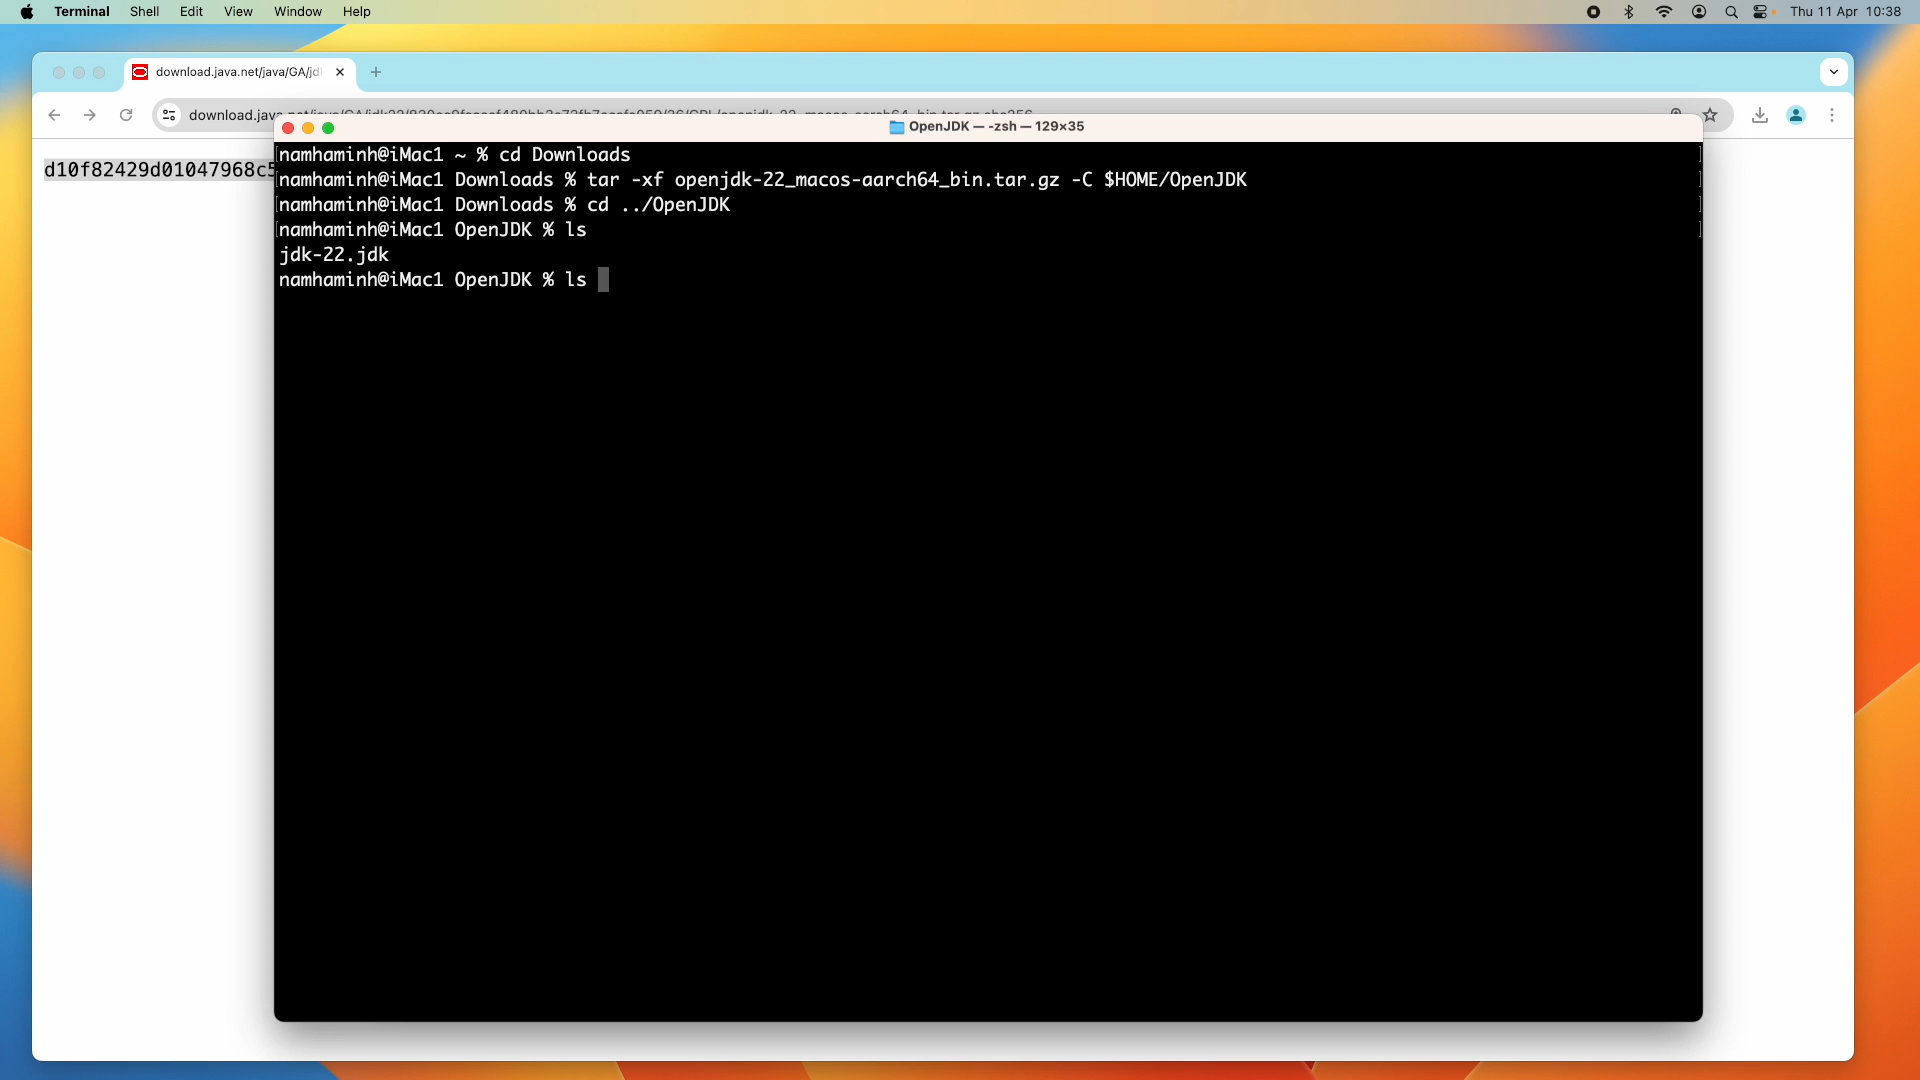 Terminal Shell Edit View Window Help Thu 11 Apr 10:38
download.java.net/java/GA/jd
download.java
OpenJDK — -zsh — 129×35
d10f82429d01047968c5
namhaminh@iMac1 ~ % cd Downloads
namhaminh@iMac1 Downloads % tar -xf openjdk-22_macos-aarch64_bin.tar.gz -C $HOME/OpenJDK
namhaminh@iMac1 Downloads % cd ../OpenJDK
namhaminh@iMac1 OpenJDK % ls
jdk-22.jdk
namhaminh@iMac1 OpenJDK % ls